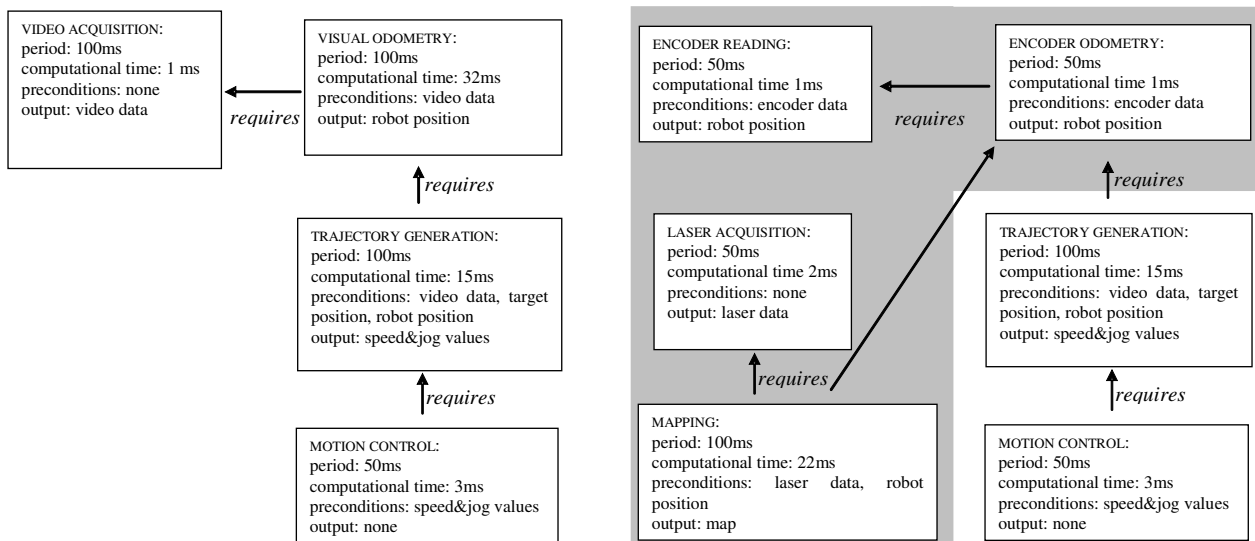 VIDEO ACQUISITION:
period: 100ms
computational time: 1 ms
preconditions: none
output: video data
requires
VISUAL ODOMETRY:
period: 100ms
computational time: 32ms
preconditions: video data
output: robot position
requires
TRAJECTORY GENERATION:
period: 100ms
computational time: 15ms
preconditions: video data, target
position, robot position
output: speed&jog values
requires
MOTION CONTROL:
period: 50ms
computational time: 3ms
preconditions: speed&jog values
output: none
ENCODER READING:
period: 50ms
computational time 1ms
preconditions: encoder data
output: robot position
requires
ENCODER ODOMETRY:
period: 50ms
computational time 1ms
preconditions: encoder data
output: robot position
requires
LASER ACQUISITION:
period: 50ms
computational time 2ms
preconditions: none
output: laser data
requires
TRAJECTORY GENERATION:
period: 100ms
computational time: 15ms
preconditions: video data, target
position, robot position
output: speed&jog values
requires
MAPPING:
period: 100ms
computational time: 22ms
preconditions: laser data, robot
position
output: map
MOTION CONTROL:
period: 50ms
computational time: 3ms
preconditions: speed&jog values
output: none